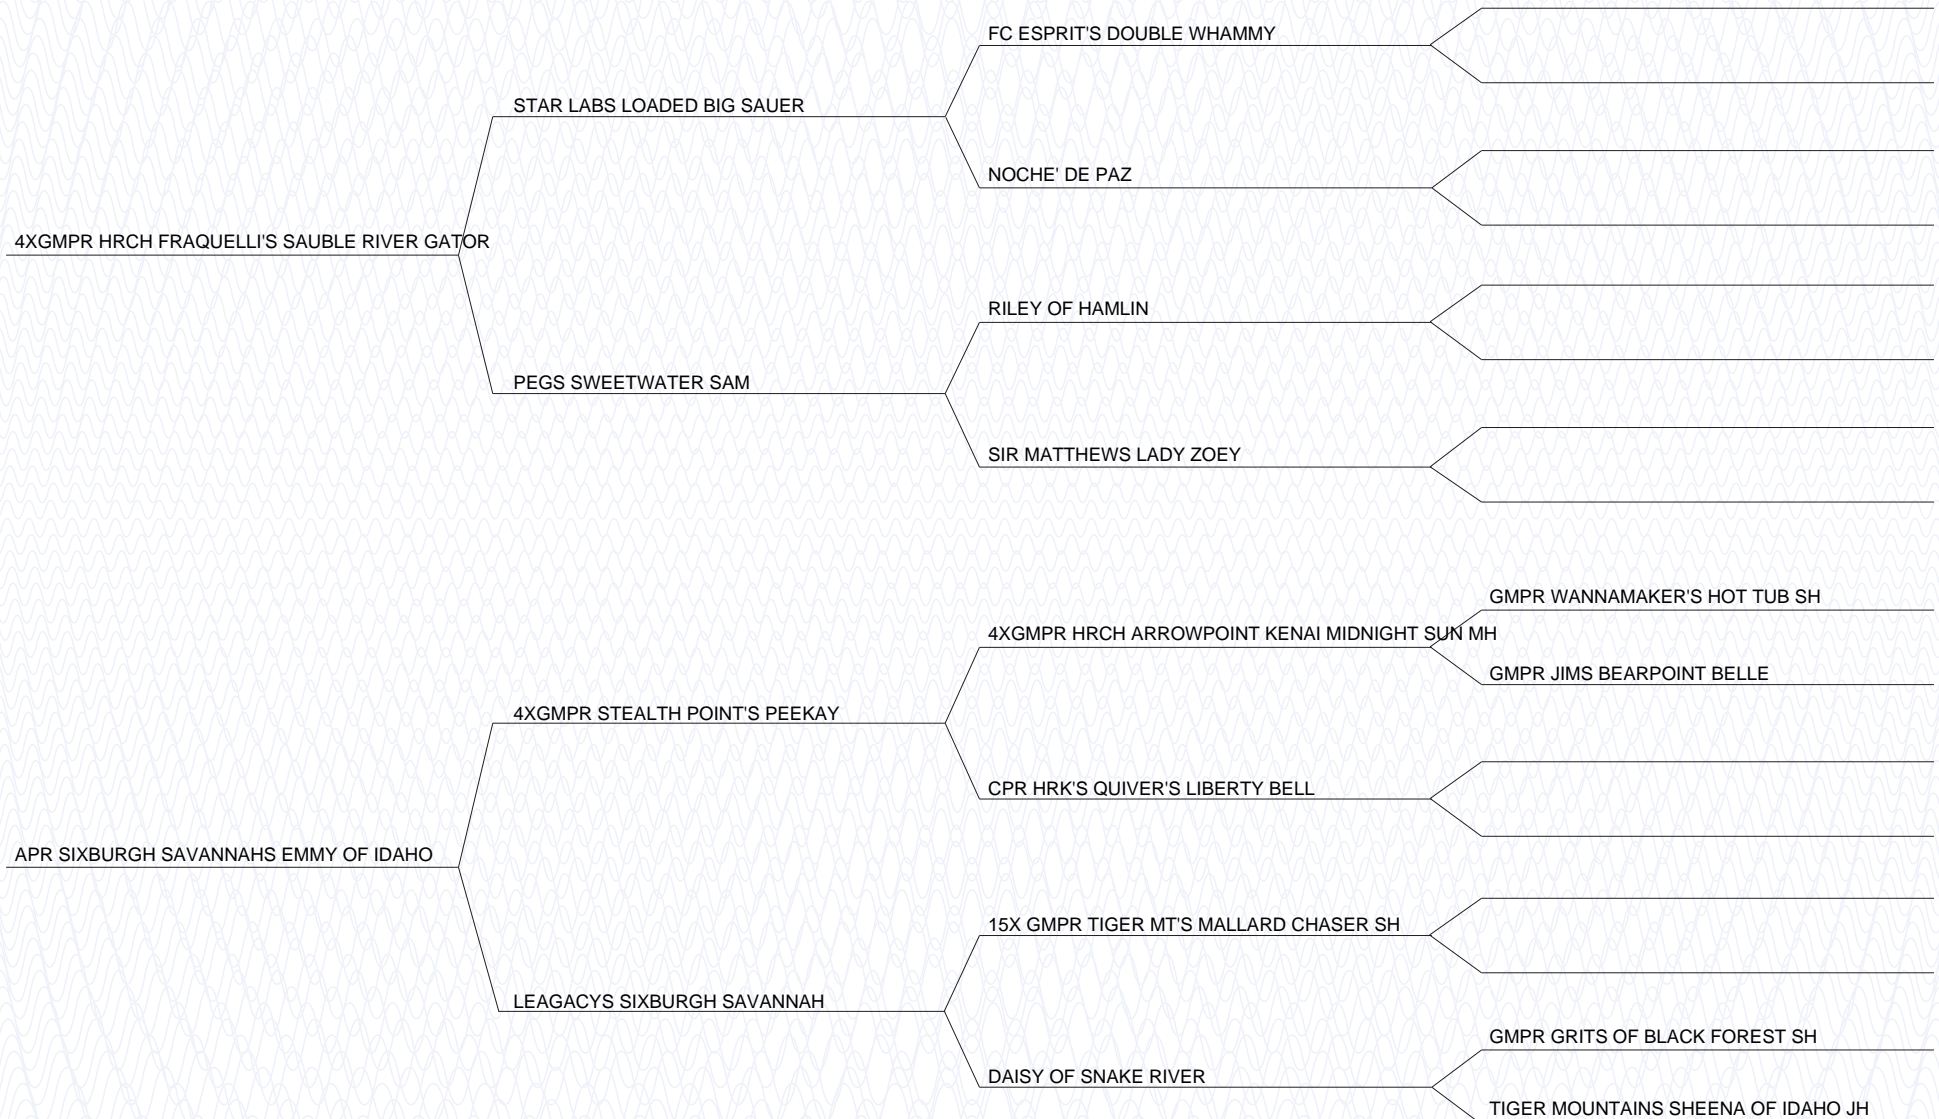 FC ESPRIT'S DOUBLE WHAMMY
STAR LABS LOADED BIG SAUER
NOCHE' DE PAZ
4XGMPR HRCH FRAQUELLI'S SAUBLE RIVER GATOR
RILEY OF HAMLIN
PEGS SWEETWATER SAM
SIR MATTHEWS LADY ZOEY
GMPR WANNAMAKER'S HOT TUB SH
4XGMPR HRCH ARROWPOINT KENAI MIDNIGHT SUN MH
GMPR JIMS BEARPOINT BELLE
4XGMPR STEALTH POINT'S PEEKAY
CPR HRK'S QUIVER'S LIBERTY BELL
APR SIXBURGH SAVANNAHS EMMY OF IDAHO
15X GMPR TIGER MT'S MALLARD CHASER SH
LEAGACYS SIXBURGH SAVANNAH
GMPR GRITS OF BLACK FOREST SH
DAISY OF SNAKE RIVER
TIGER MOUNTAINS SHEENA OF IDAHO JH